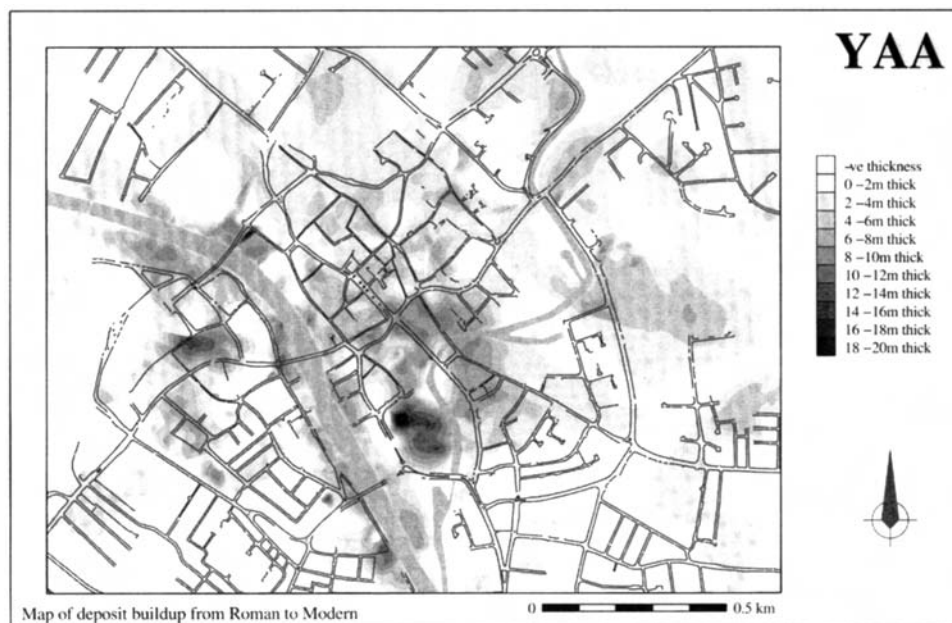 YAA
-ve thickness
0 –2m thick
2 –4m thick
4 –6m thick
6 –8m thick
8 –10m thick
10 –12m thick
12 –14m thick
14 –16m thick
16 –18m thick
18 –20m thick
Map of deposit buildup from Roman to Modern
0 0.5 km